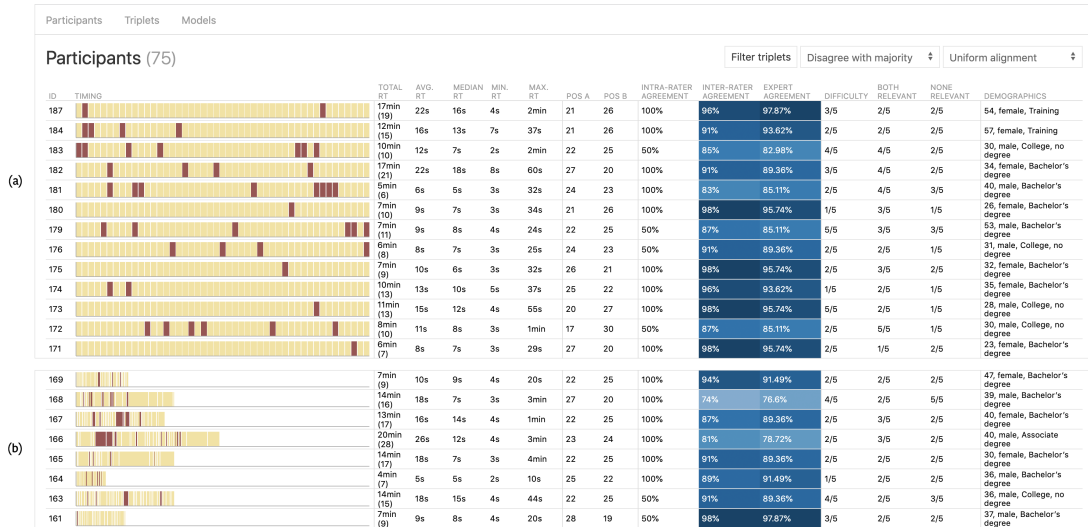 Participants Triplets Models
Participants (75)
Filter triplets Disagree with majority Uniform alignment
ID TIMING TOTAL RT AVG. RT MEDIAN RT MIN. RT MAX. RT POS A POS B INTRA-RATER AGREEMENT INTER-RATER AGREEMENT EXPERT AGREEMENT DIFFICULTY BOTH RELEVANT NONE RELEVANT DEMOGRAPHICS
(a)
187 17min (19) 22s 16s 4s 2min 21 26 100% 96% 97.87% 3/5 2/5 2/5 54, female, Training
184 12min (15) 16s 13s 7s 37s 21 26 100% 91% 93.62% 2/5 2/5 2/5 57, female, Training
183 10min (10) 12s 7s 2s 2min 22 25 50% 85% 82.98% 4/5 4/5 2/5 30, male, College, no degree
182 17min (21) 22s 18s 8s 60s 27 20 100% 91% 89.36% 3/5 4/5 2/5 34, female, Bachelor's degree
181 5min (6) 6s 5s 3s 32s 24 23 100% 83% 85.11% 2/5 4/5 3/5 40, male, Bachelor's degree
180 7min (10) 9s 7s 3s 34s 21 26 100% 98% 95.74% 1/5 3/5 1/5 26, female, Bachelor's degree
179 7min (11) 9s 8s 4s 24s 22 25 50% 87% 85.11% 5/5 3/5 3/5 53, male, Bachelor's degree
176 6min (8) 8s 7s 3s 25s 24 23 50% 91% 89.36% 2/5 2/5 1/5 31, male, College, no degree
175 7min (9) 10s 6s 3s 32s 26 21 100% 98% 95.74% 2/5 3/5 2/5 32, female, Bachelor's degree
174 10min (13) 13s 10s 5s 37s 25 22 100% 96% 93.62% 1/5 2/5 1/5 35, female, Bachelor's degree
173 11min (13) 15s 12s 4s 55s 20 27 100% 98% 95.74% 5/5 2/5 2/5 28, male, College, no degree
172 8min (10) 11s 8s 3s 1min 17 30 50% 87% 85.11% 2/5 5/5 1/5 30, male, College, no degree
171 6min (7) 8s 7s 3s 29s 27 20 100% 98% 95.74% 2/5 1/5 2/5 23, female, Bachelor's degree
(b)
169 7min (9) 10s 9s 4s 20s 22 25 100% 94% 91.49% 2/5 2/5 2/5 47, female, Bachelor's degree
168 14min (16) 18s 7s 3s 3min 27 20 100% 74% 76.6% 4/5 2/5 5/5 39, male, Bachelor's degree
167 13min (17) 16s 14s 4s 1min 22 25 100% 87% 89.36% 2/5 3/5 2/5 40, female, Bachelor's degree
166 20min (28) 26s 12s 4s 3min 23 24 100% 81% 78.72% 2/5 3/5 2/5 40, male, Associate degree
165 14min (17) 18s 7s 3s 4min 22 25 100% 91% 89.36% 2/5 2/5 2/5 30, female, Bachelor's degree
164 4min (7) 5s 5s 2s 10s 25 22 100% 89% 91.49% 1/5 2/5 2/5 36, male, Bachelor's degree
163 14min (15) 18s 15s 4s 44s 22 25 50% 91% 89.36% 4/5 2/5 3/5 36, male, College, no degree
161 7min (9) 9s 8s 4s 20s 28 19 50% 98% 97.87% 3/5 2/5 2/5 37, male, Bachelor's degree